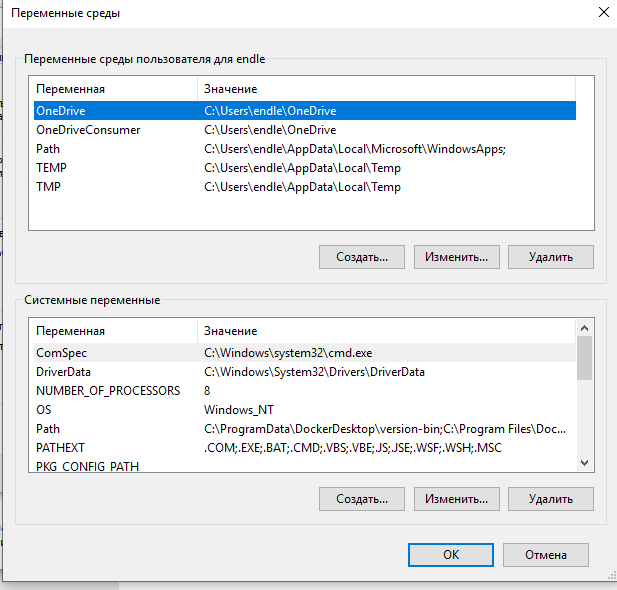 Переменные среды
Переменные среды пользователя для endle
Переменная Значение
OneDrive C:\Users\endle\OneDrive
OneDriveConsumer C:\Users\endle\OneDrive
Path C:\Users\endle\AppData\Local\Microsoft\WindowsApps;
TEMP C:\Users\endle\AppData\Local\Temp
TMP C:\Users\endle\AppData\Local\Temp
Создать... Изменить... Удалить
Системные переменные
Переменная Значение
ComSpec C:\Windows\system32\cmd.exe
DriverData C:\Windows\System32\Drivers\DriverData
NUMBER_OF_PROCESSORS 8
OS Windows_NT
Path C:\ProgramData\DockerDesktop\version-bin;C:\Program Files\Doc...
PATHEXT .COM;.EXE;.BAT;.CMD;.VBS;.VBE;.JS;.JSE;.WSF;.WSH;.MSC
PKG_CONFIG_PATH
Создать... Изменить... Удалить
ОК Отмена